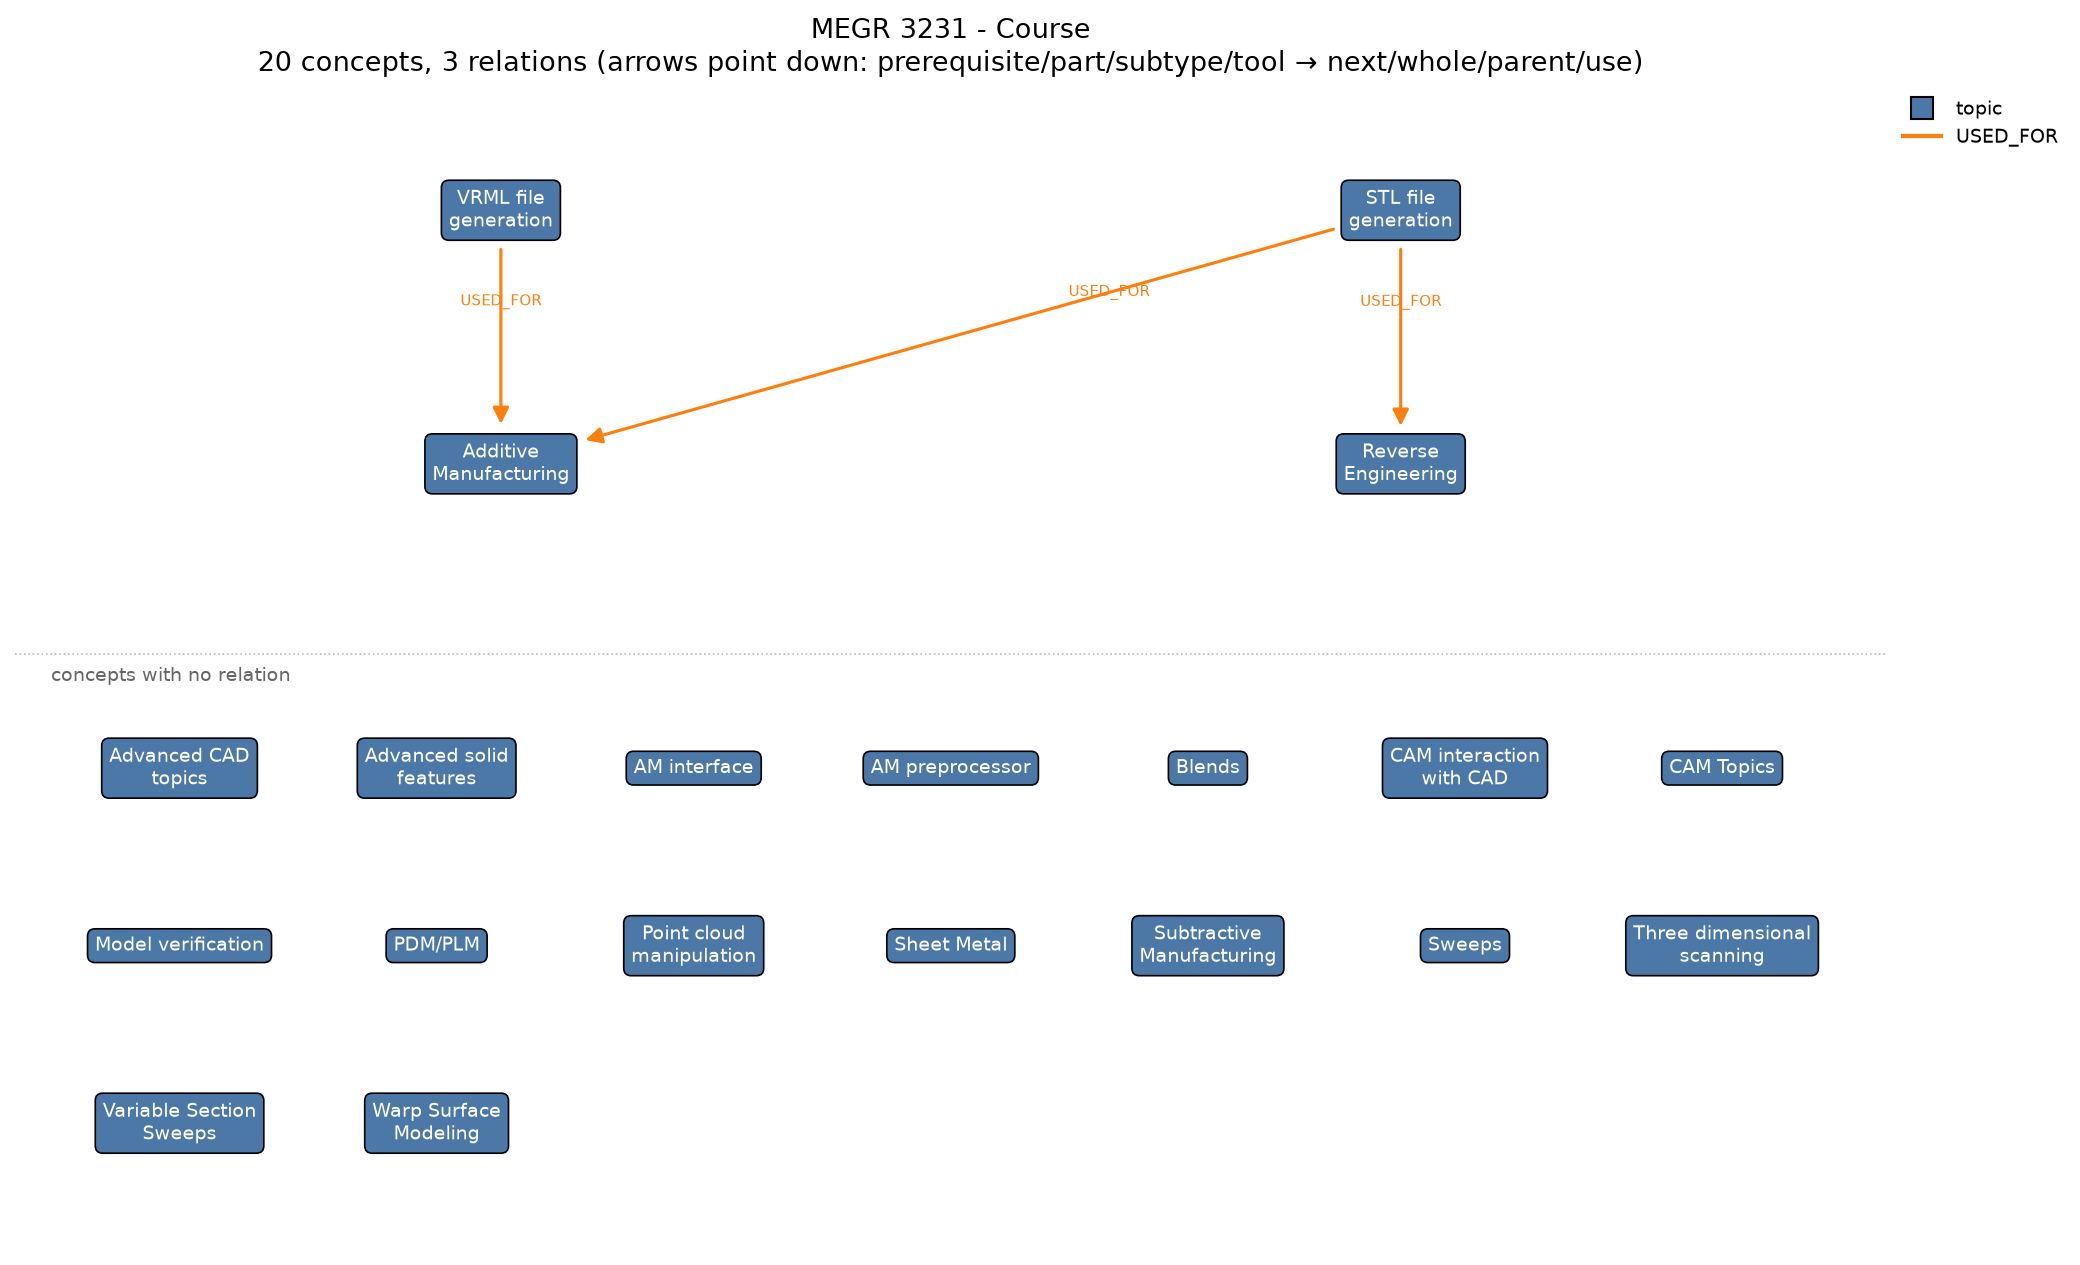 MEGR 3231 - Course
20 concepts, 3 relations (arrows point down: prerequisite/part/subtype/tool → next/whole/parent/use)
topic
USED_FOR
VRML file
generation
STL file
generation
USED_FOR
USED_FOR
USED_FOR
Additive
Manufacturing
Reverse
Engineering
concepts with no relation
Advanced CAD
topics
Advanced solid
features
AM interface
AM preprocessor
Blends
CAM interaction
with CAD
CAM Topics
Model verification
PDM/PLM
Point cloud
manipulation
Sheet Metal
Subtractive
Manufacturing
Sweeps
Three dimensional
scanning
Variable Section
Sweeps
Warp Surface
Modeling